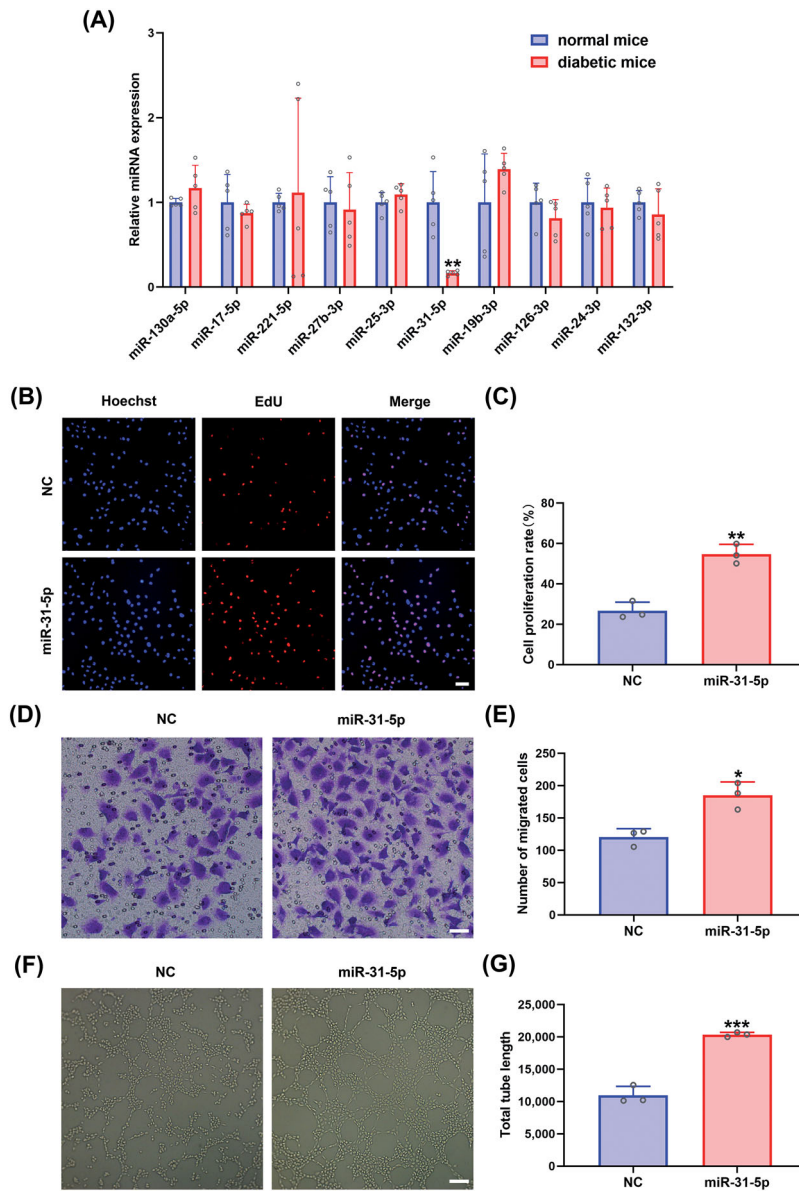 (A)
3
2
1
0
Relative miRNA expression
normal mice
diabetic mice
**
miR-130a-5p
miR-17-5p
miR-221-5p
miR-27b-3p
miR-25-3p
miR-31-5p
miR-19b-3p
miR-126-3p
miR-24-3p
miR-132-3p
(B)
Hoechst EdU Merge
NC
miR-31-5p
(C)
80
60
40
20
0
Cell proliferation rate(%)
**
NC miR-31-5p
(D)
NC miR-31-5p
(E)
250
200
150
100
50
0
Number of migrated cells
*
NC miR-31-5p
(F)
NC miR-31-5p
(G)
25,000
20,000
15,000
10,000
5,000
0
Total tube length
***
NC miR-31-5p